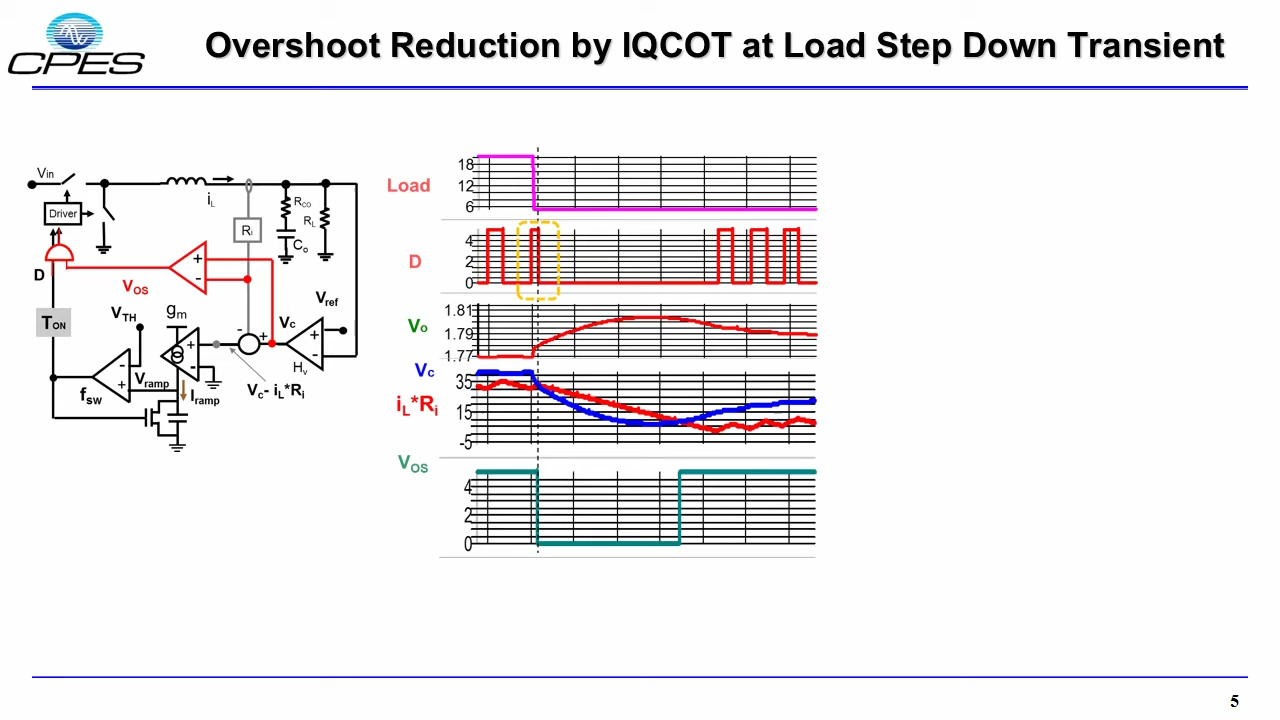 CPES
Overshoot Reduction by IQCOT at Load Step Down Transient
Vin
Driver
iL
Ri
RCO
RL
Co
D
+
-
VOS
TON
VTH
gm
Vc
Vref
-
+
+
-
Hv
+
-
-
+
Vramp
Iramp
fsw
Vc- iL*Ri
Load
18
12
6
D
4
2
0
Vo
1.81
1.79
1.77
Vc
iL*Ri
35
15
-5
VOS
4
2
0
5